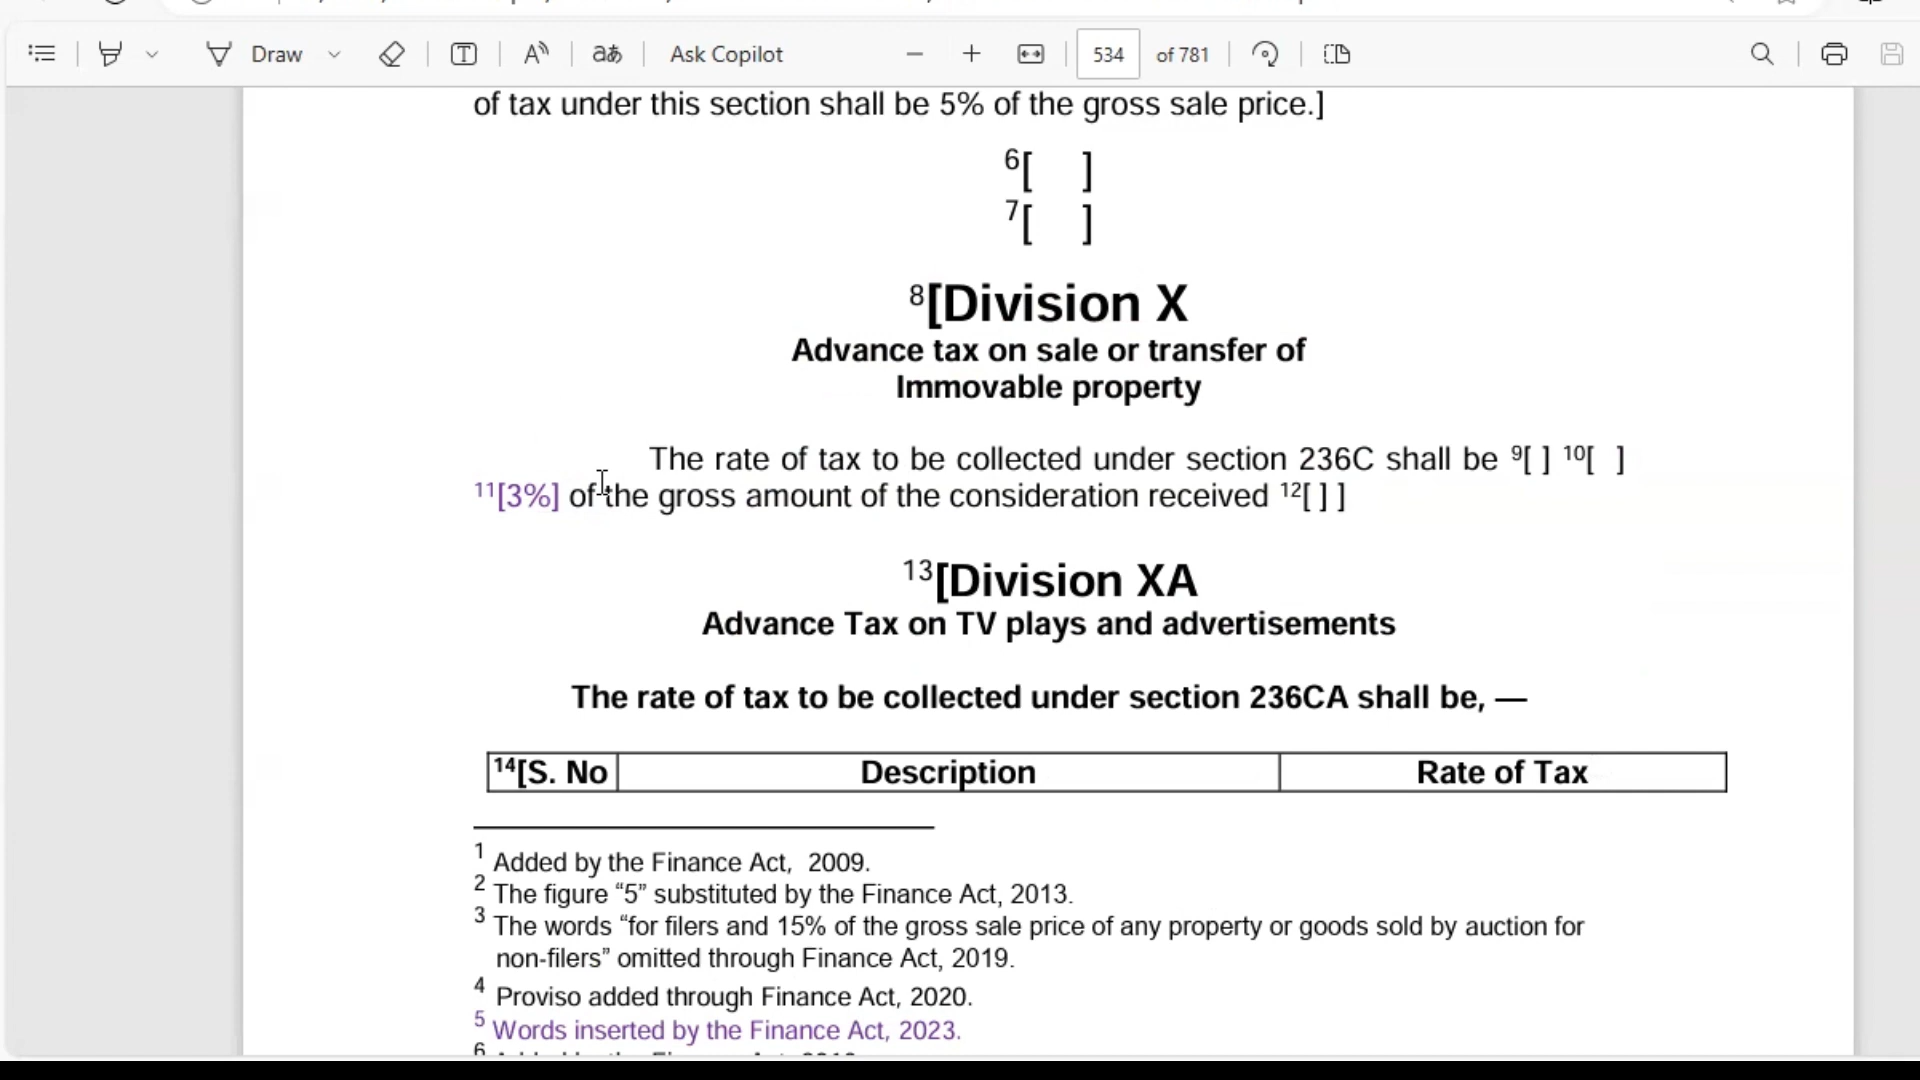 Draw
Ask Copilot
534 of 781
of tax under this section shall be 5% of the gross sale price.]
6[ ]
7[ ]
8[Division X
Advance tax on sale or transfer of
Immovable property
The rate of tax to be collected under section 236C shall be 9[ ] 10[ ]
11[3%] of the gross amount of the consideration received 12[ ] ]
13[Division XA
Advance Tax on TV plays and advertisements
The rate of tax to be collected under section 236CA shall be, —
14[S. No Description Rate of Tax
1 Added by the Finance Act, 2009.
2 The figure “5” substituted by the Finance Act, 2013.
3 The words “for filers and 15% of the gross sale price of any property or goods sold by auction for
non-filers” omitted through Finance Act, 2019.
4 Proviso added through Finance Act, 2020.
5 Words inserted by the Finance Act, 2023.